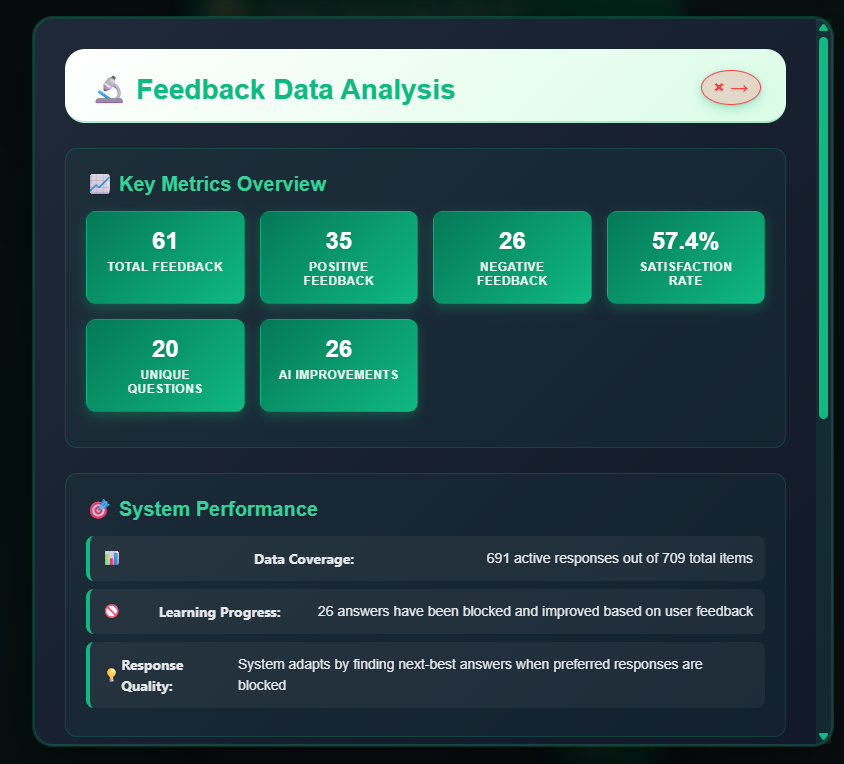 Feedback Data Analysis
× →
Key Metrics Overview
61
TOTAL FEEDBACK
35
POSITIVE
FEEDBACK
26
NEGATIVE
FEEDBACK
57.4%
SATISFACTION
RATE
20
UNIQUE
QUESTIONS
26
AI IMPROVEMENTS
System Performance
Data Coverage: 691 active responses out of 709 total items
Learning Progress: 26 answers have been blocked and improved based on user feedback
Response
Quality:
System adapts by finding next-best answers when preferred responses are
blocked